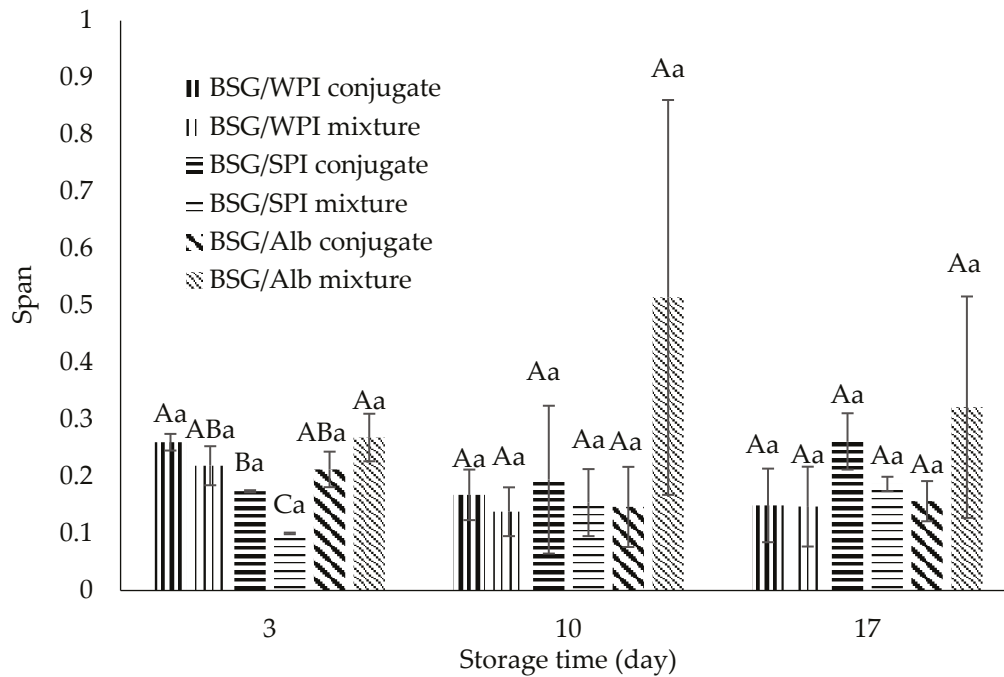 1
0.9
0.8
0.7
0.6
0.5
0.4
0.3
0.2
0.1
0
Span
BSG/WPI conjugate
BSG/WPI mixture
BSG/SPI conjugate
BSG/SPI mixture
BSG/Alb conjugate
BSG/Alb mixture
Aa
ABa
Ba
Ca
ABa
Aa
Aa
Aa
Aa
Aa
Aa
Aa
Aa
Aa
Aa
Aa
Aa
Aa
3
10
17
Storage time (day)